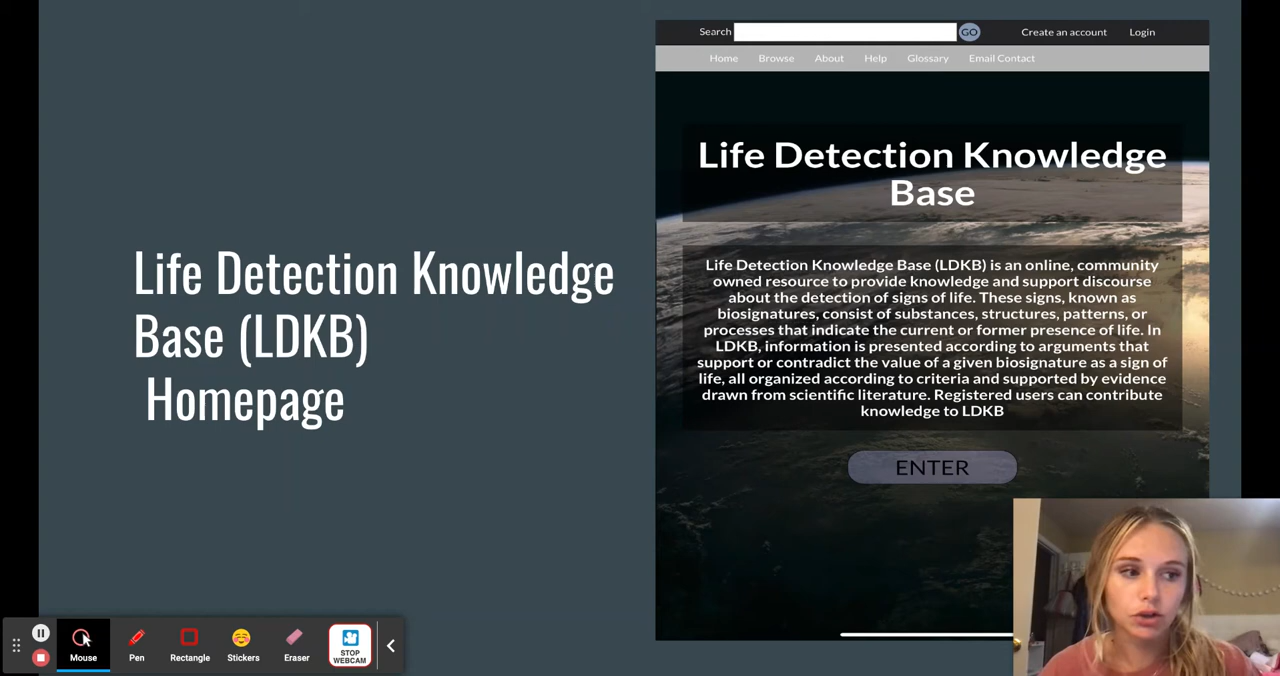 Life Detection Knowledge
Base (LDKB)
Homepage
Search
GO
Create an account
Login
Home
Browse
About
Help
Glossary
Email Contact
Life Detection Knowledge
Base
Life Detection Knowledge Base (LDKB) is an online, community
owned resource to provide knowledge and support discourse
about the detection of signs of life. These signs, known as
biosignatures, consist of substances, structures, patterns, or
processes that indicate the current or former presence of life. In
LDKB, information is presented according to arguments that
support or contradict the value of a given biosignature as a sign of
life, all organized according to criteria and supported by evidence
drawn from scientific literature. Registered users can contribute
knowledge to LDKB
ENTER
Mouse
Pen
Rectangle
Stickers
Eraser
STOP
WEBCAM